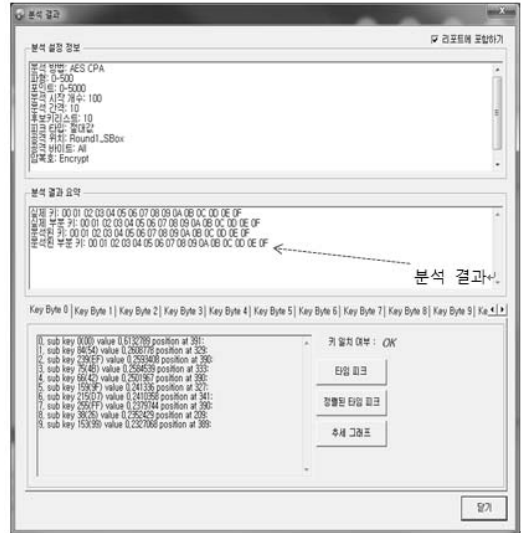 분석 결과
리포트에 포함하기
분석 설정 정보
분석 방법: AES CPA
파형: 0-500
포인트: 0-5000
분석 시작 개수: 100
분석 간격: 10
후보키리스트: 10
피크 타입: 절대값
공격 위치: Round1_SBox
공격 바이트: All
암복호: Encrypt
분석 결과 요약
실제 키: 00 01 02 03 04 05 06 07 08 09 0A 0B 0C 0D 0E 0F
실제 부분 키: 00 01 02 03 04 05 06 07 08 09 0A 0B 0C 0D 0E 0F
분석된 키: 00 01 02 03 04 05 06 07 08 09 0A 0B 0C 0D 0E 0F
분석된 부분 키: 00 01 02 03 04 05 06 07 08 09 0A 0B 0C 0D 0E 0F
분석 결과
Key Byte 0 | Key Byte 1 | Key Byte 2 | Key Byte 3 | Key Byte 4 | Key Byte 5 | Key Byte 6 | Key Byte 7 | Key Byte 8 | Key Byte 9 | Ke
0, sub key 0(00) value 0,6132789 position at 391:
1, sub key 84(54) value 0,2608778 position at 329:
2, sub key 239(EF) value 0,2593408 position at 390:
3, sub key 75(4B) value 0,2584539 position at 333:
4, sub key 66(42) value 0,2501967 position at 390:
5, sub key 159(9F) value 0,241336 position at 327:
6, sub key 215(D7) value 0,2410358 position at 341:
7, sub key 255(FF) value 0,2379744 position at 390:
8, sub key 38(26) value 0,2352429 position at 209:
9, sub key 153(99) value 0,2327068 position at 389:
키 일치 여부 : OK
타임 피크
정렬된 타임 피크
추세 그래프
닫기